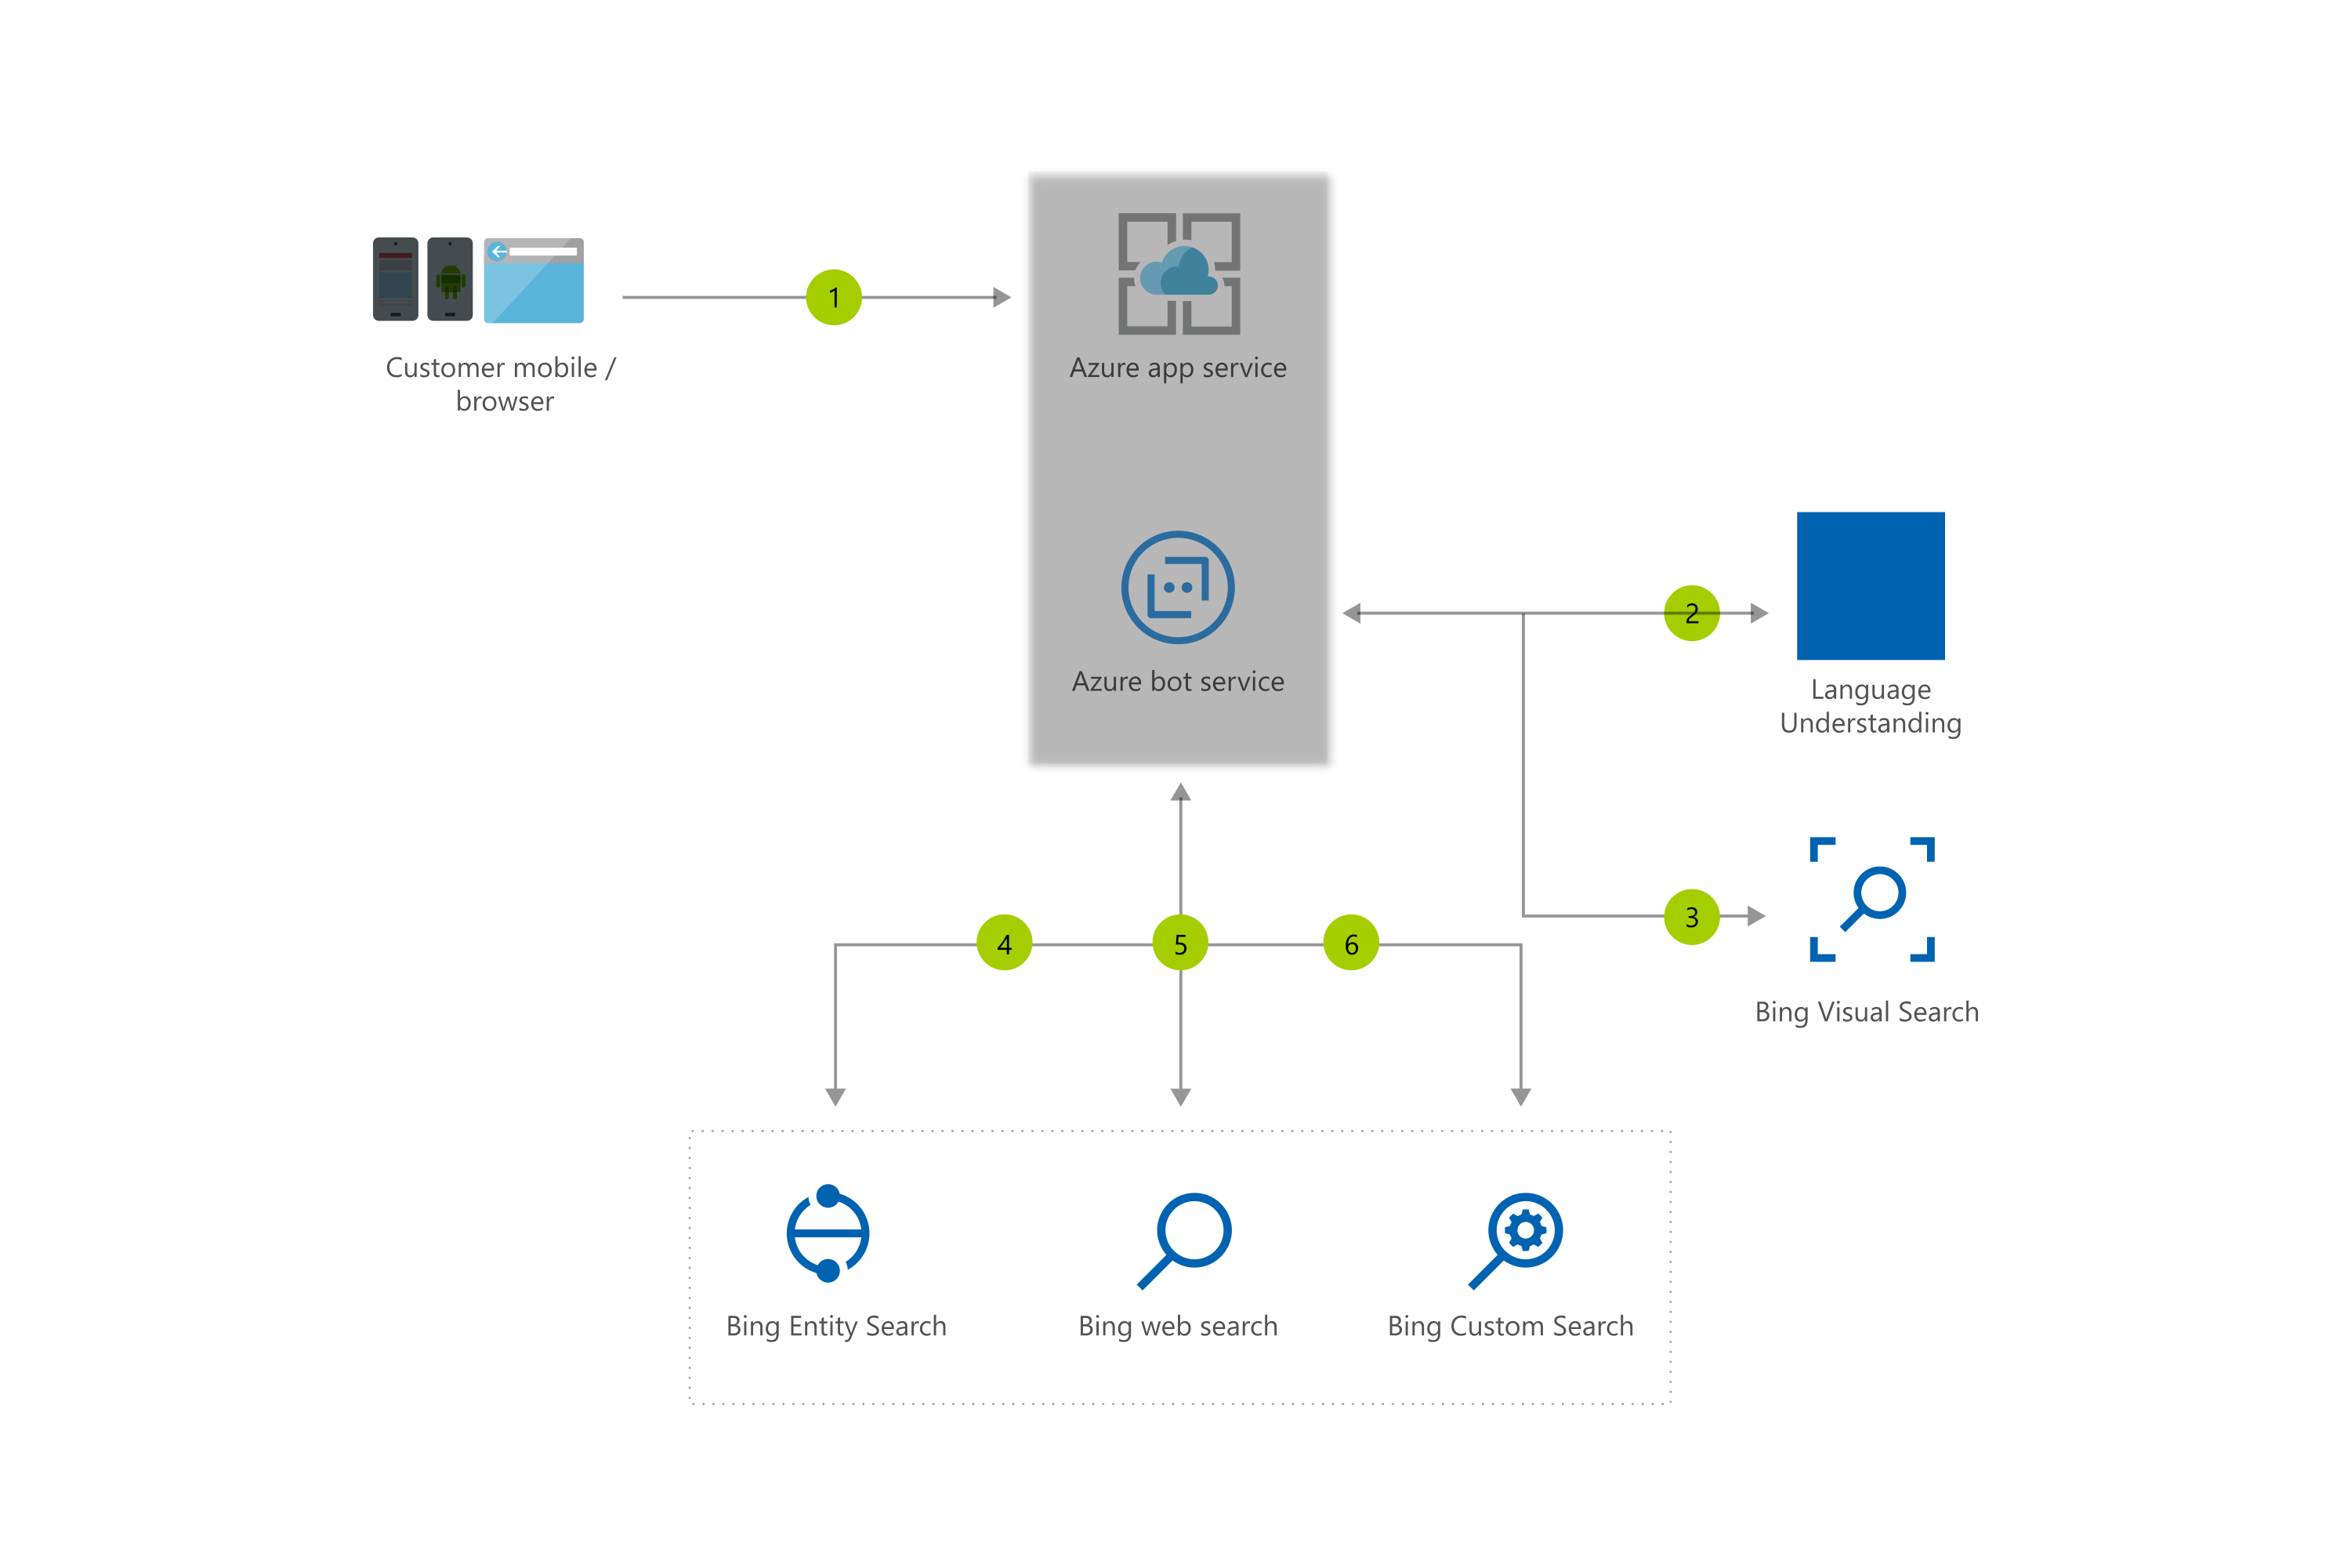 1
Azure app service
Customer mobile /
browser
2
Azure bot service
Language
Understanding
3
4
5
6
Bing Visual Search
Bing Entity Search
Bing web search
Bing Custom Search